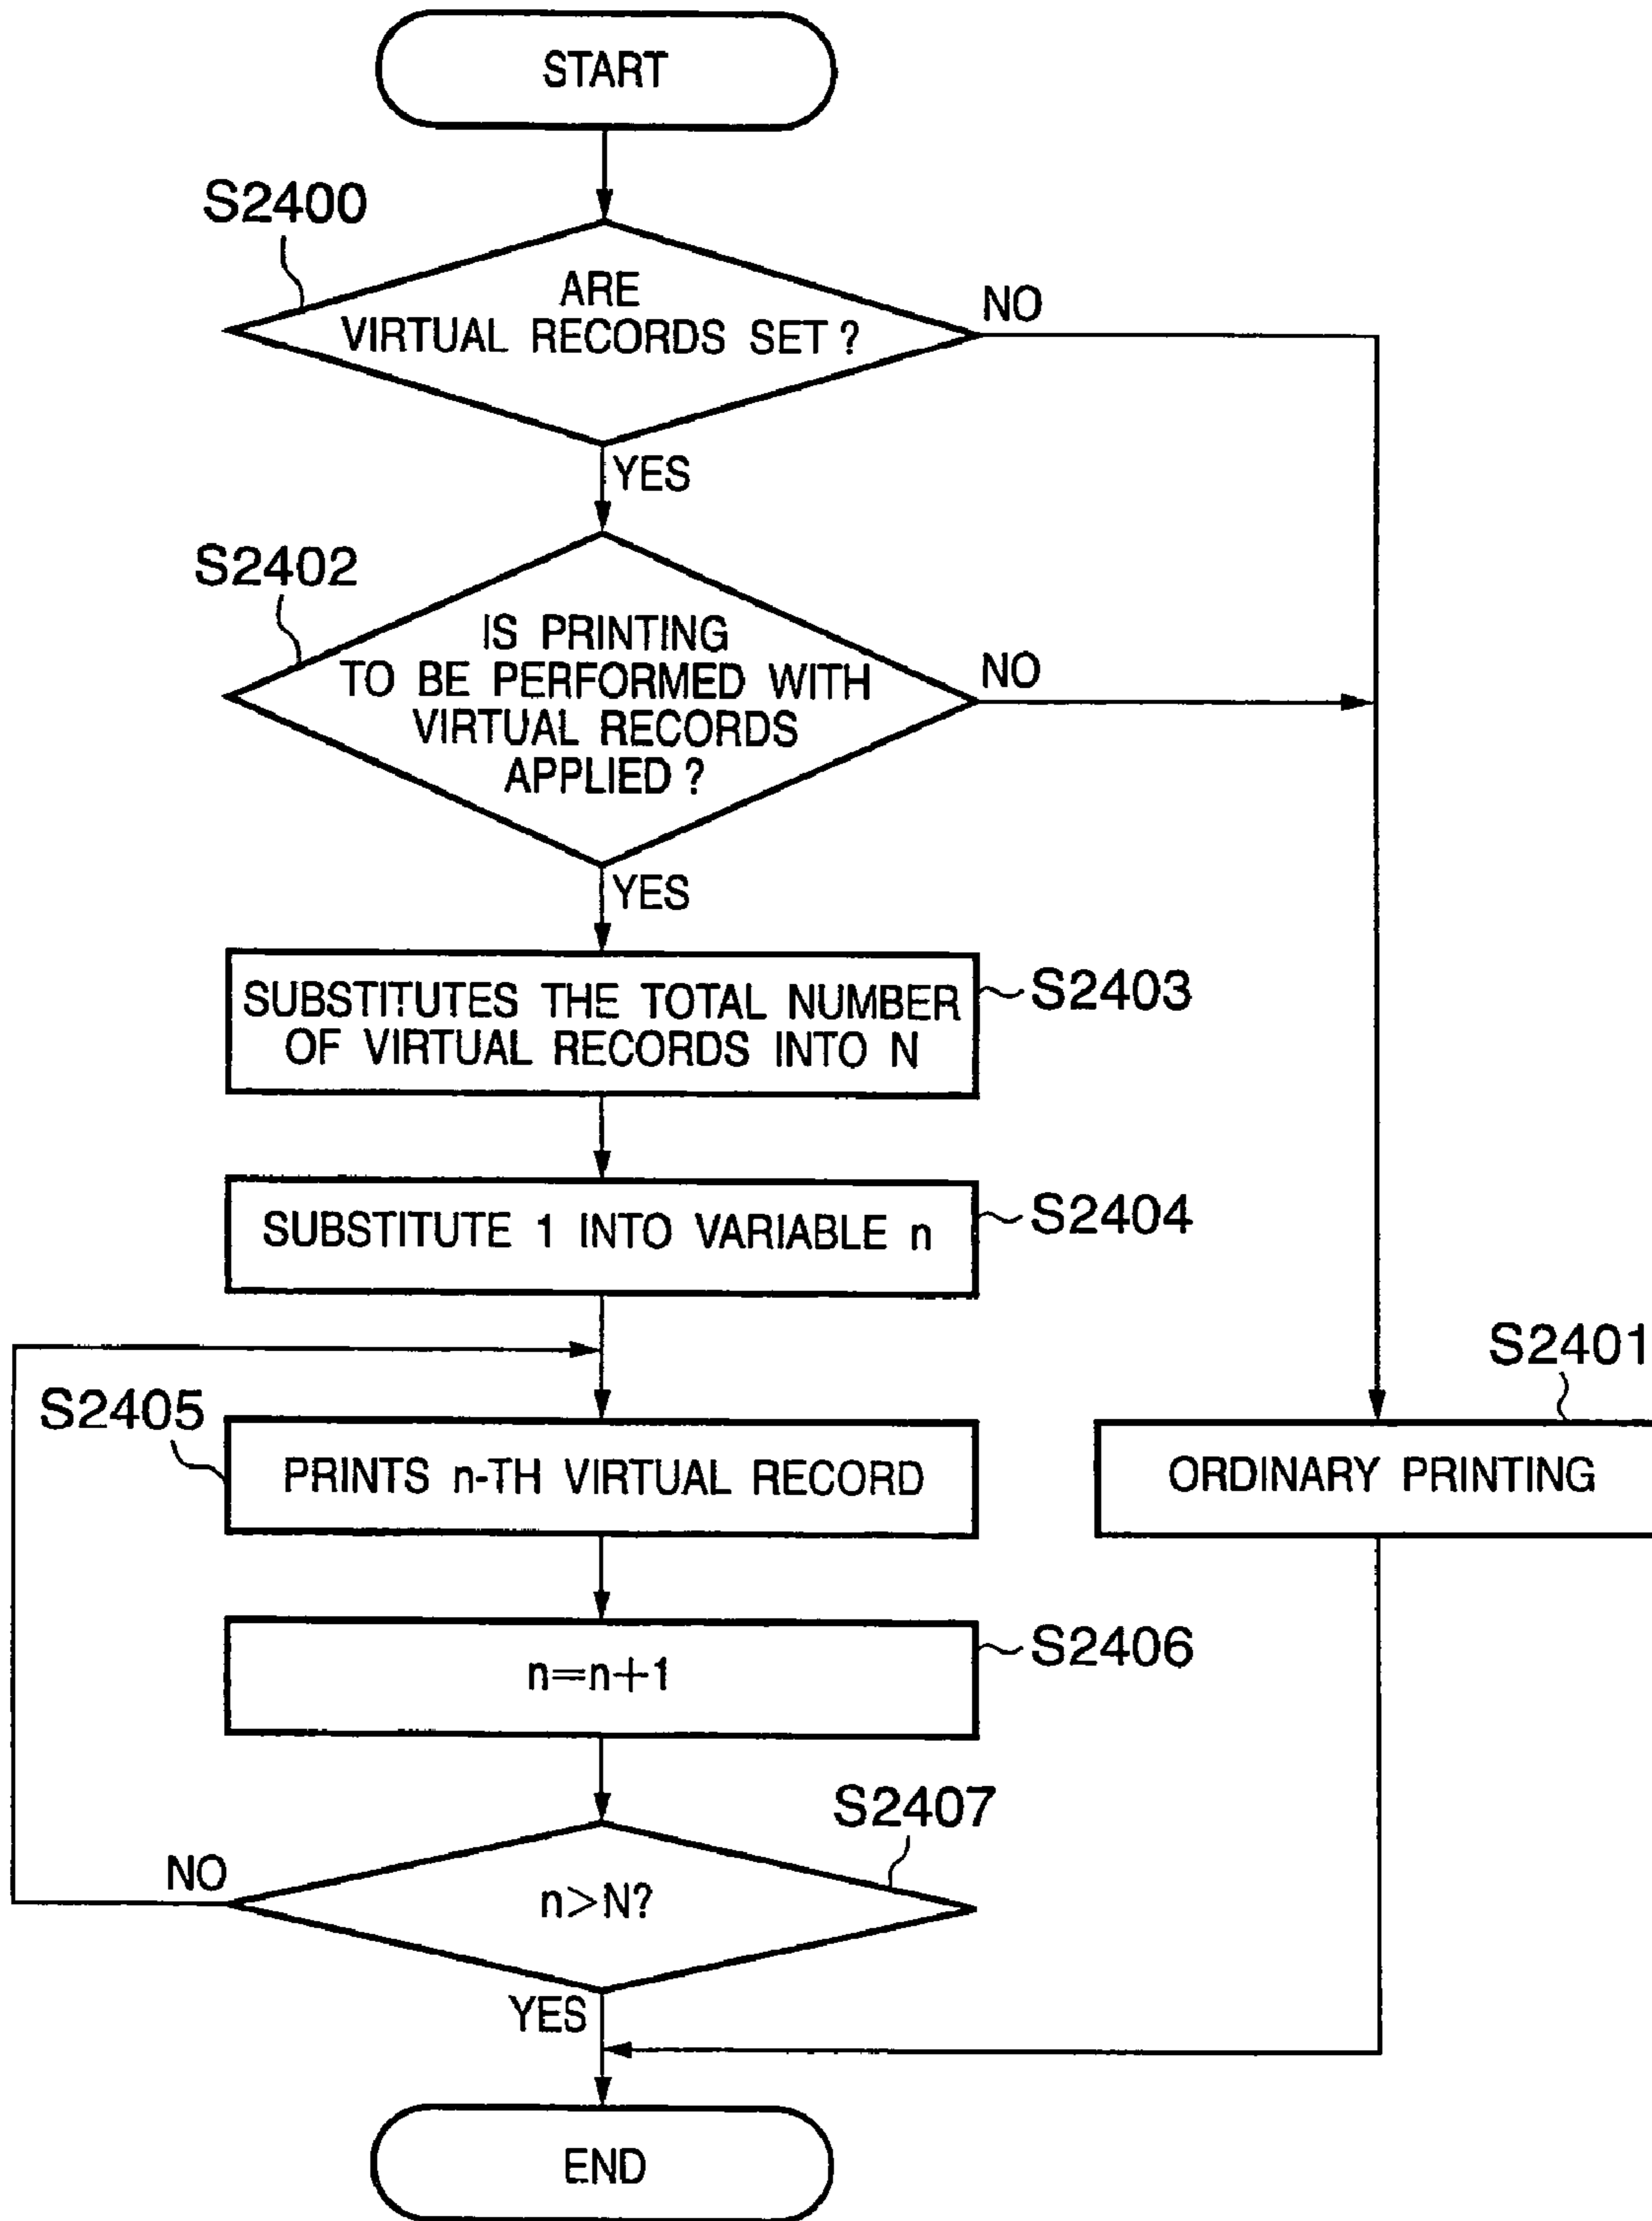 START
S2400
ARE
VIRTUAL RECORDS SET?
NO
YES
S2402
IS PRINTING
TO BE PERFORMED WITH
VIRTUAL RECORDS
APPLIED?
NO
YES
SUBSTITUTES THE TOTAL NUMBER
OF VIRTUAL RECORDS INTO N
S2403
SUBSTITUTE 1 INTO VARIABLE n
S2404
S2401
S2405
PRINTS n-TH VIRTUAL RECORD
ORDINARY PRINTING
n=n+1
S2406
S2407
NO
n>N?
YES
END